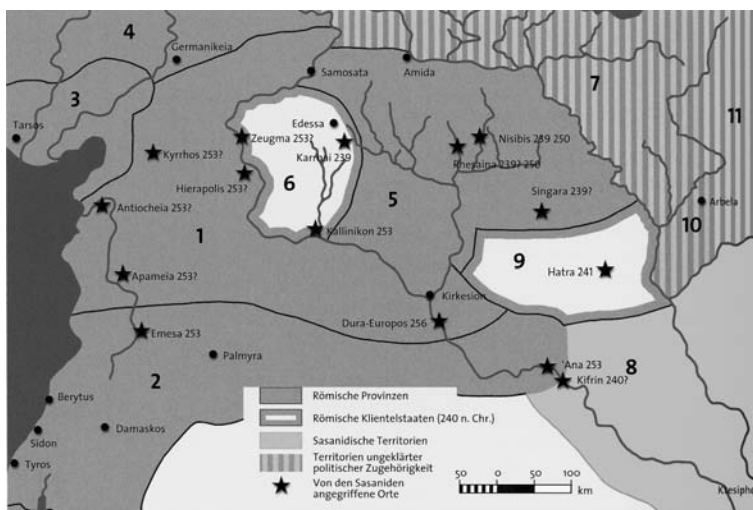 4
Germanikeia
Samosata
Amida
7
11
3
Tarsos
Edessa
Zeugma 253?
Kyrrhos 253?
Nisibis 239 250
Karrhai 239
Rhesaina 239? 250
Hierapolis 253?
6
5
Singara 239?
Arbela
Antiocheia 253?
10
1
Kallinikon 253
9
Hatra 241
Apameia 253?
Kirkesion
Dura-Europos 256
Emesa 253
Palmyra
2
'Ana 253
8
Kifrin 240?
Berytus
Damaskos
Sidon
Tyros
Römische Provinzen
Römische Klientelstaaten (240 n. Chr.)
Sasanidische Territorien
Territorien ungeklärter
politischer Zugehörigkeit
Von den Sasaniden
angegriffene Orte
50 0 50 100
km